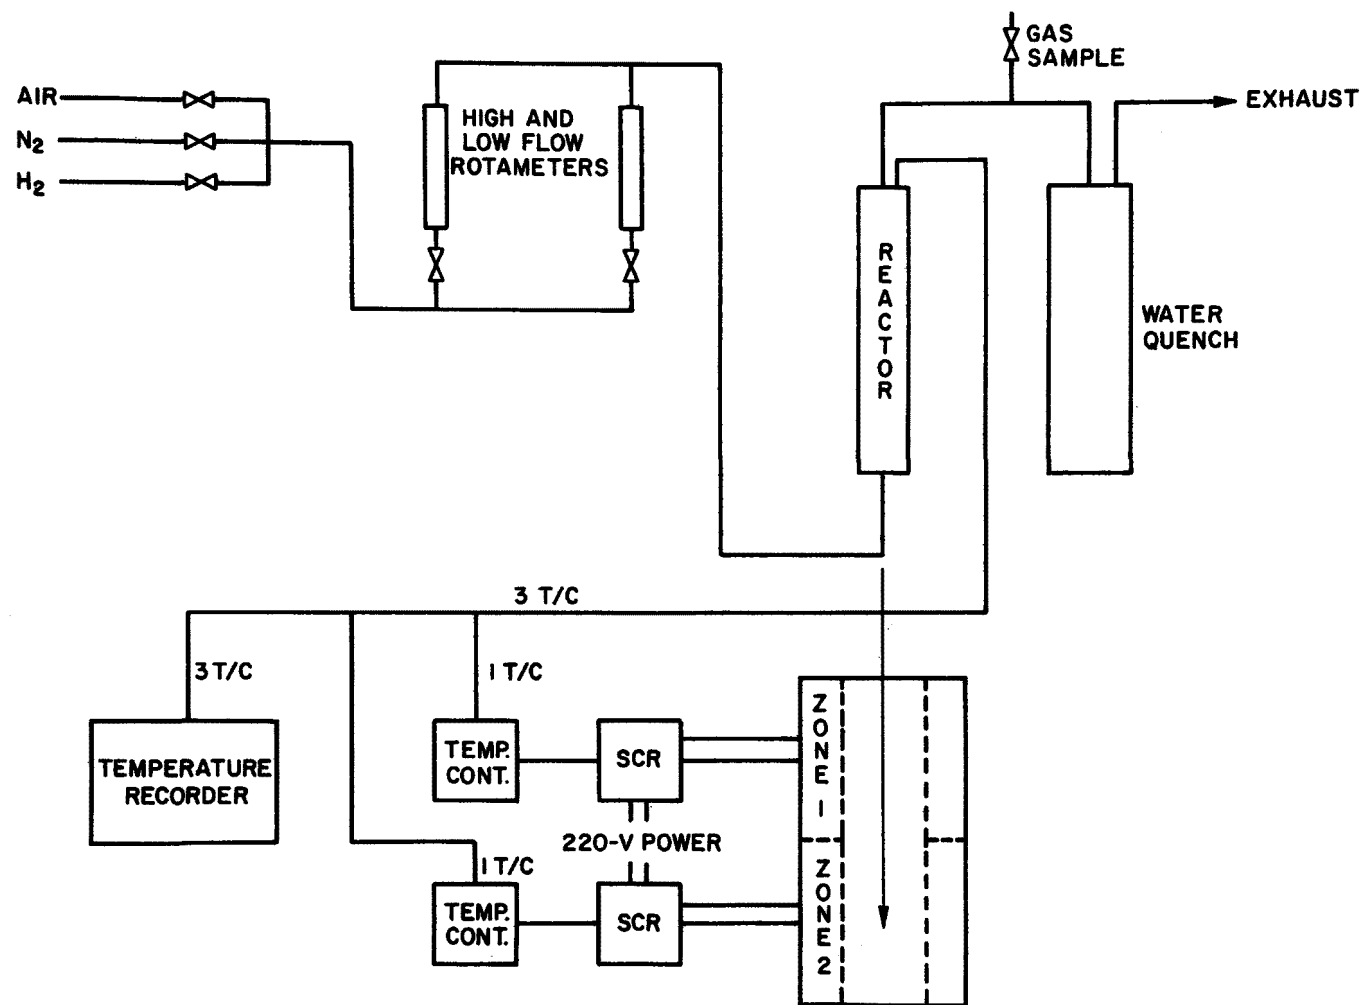 GAS
SAMPLE
AIR
EXHAUST
HIGH AND
LOW FLOW
ROTAMETERS
N2
H2
REACTOR
WATER
QUENCH
3 T/C
3 T/C
1 T/C
ZONE 1
TEMPERATURE
RECORDER
TEMP.
CONT.
SCR
220-V POWER
1 T/C
ZONE 2
TEMP.
CONT.
SCR